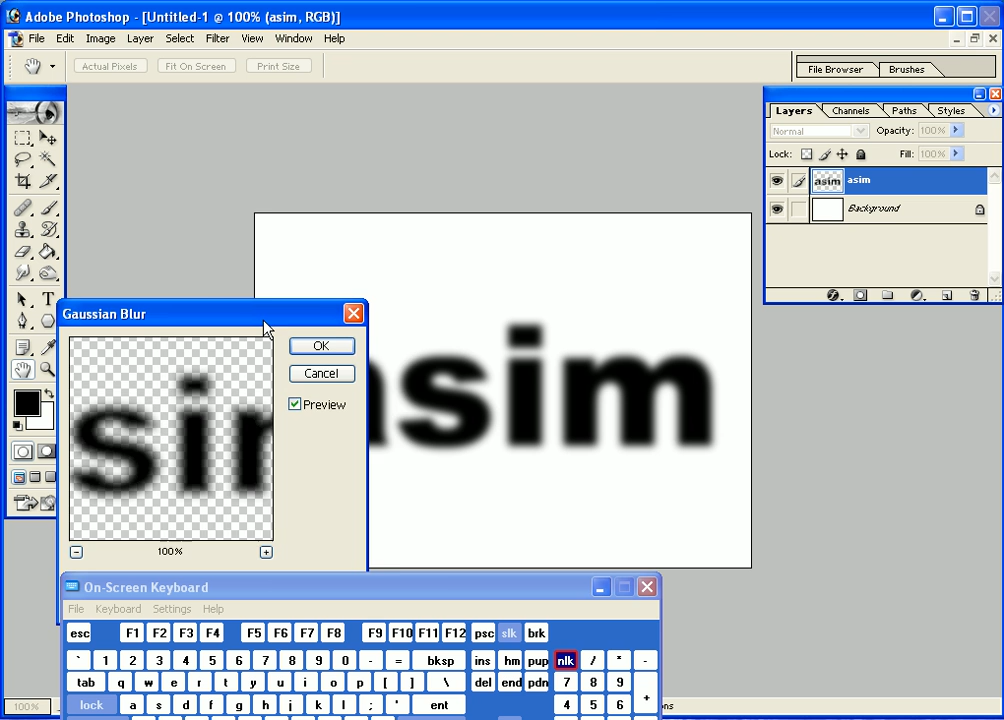 Adobe Photoshop - [Untitled-1 @ 100% (asim, RGB)]
File Edit Image Layer Select Filter View Window Help
Actual Pixels Fit On Screen Print Size
File Browser Brushes
Layers Channels Paths Styles
Normal Opacity: 100%
Lock: Fill: 100%
asim asim
Background
T
Gaussian Blur
OK
Cancel
Preview
sim
100%
asim
On-Screen Keyboard
File Keyboard Settings Help
esc F1 F2 F3 F4 F5 F6 F7 F8 F9 F10 F11 F12 psc slk brk
` 1 2 3 4 5 6 7 8 9 0 - = bksp ins hm pup nlk / * -
tab q w e r t y u i o p [ ] \ del end pdn 7 8 9 +
lock a s d f g h j k l ; ' ent 4 5 6
100% ns